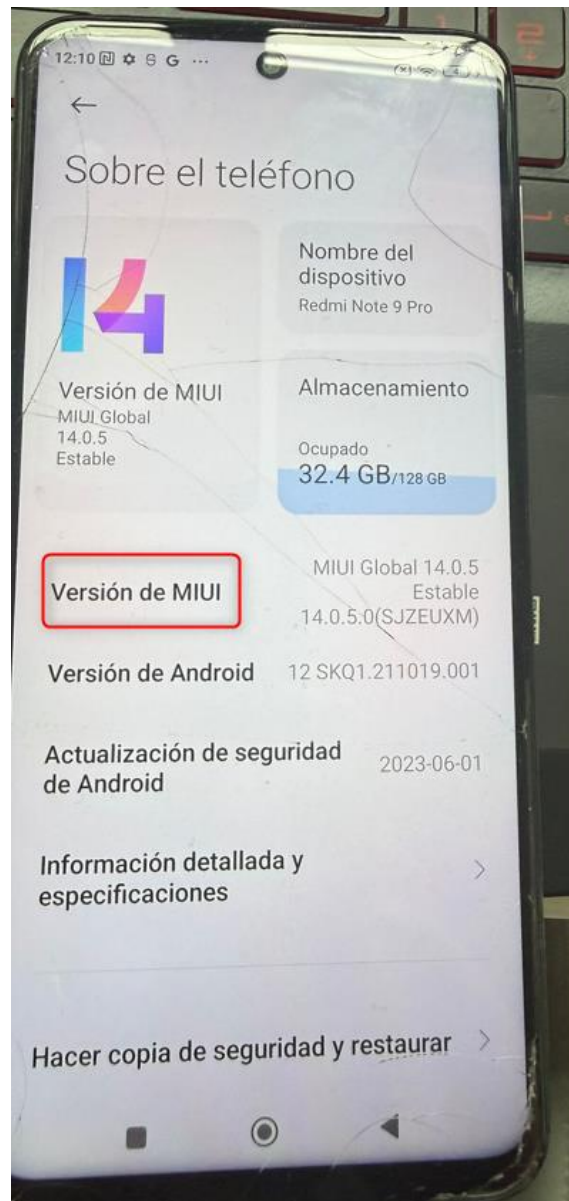 12:10 G ...
Sobre el teléfono
14
Versión de MIUI
MIUI Global
14.0.5
Estable
Nombre del
dispositivo
Redmi Note 9 Pro
Almacenamiento
Ocupado
32.4 GB/128 GB
Versión de MIUI
MIUI Global 14.0.5
Estable
14.0.5.0(SJZEUXM)
Versión de Android
12 SKQ1.211019.001
Actualización de seguridad
de Android
2023-06-01
Información detallada y
especificaciones
Hacer copia de seguridad y restaurar